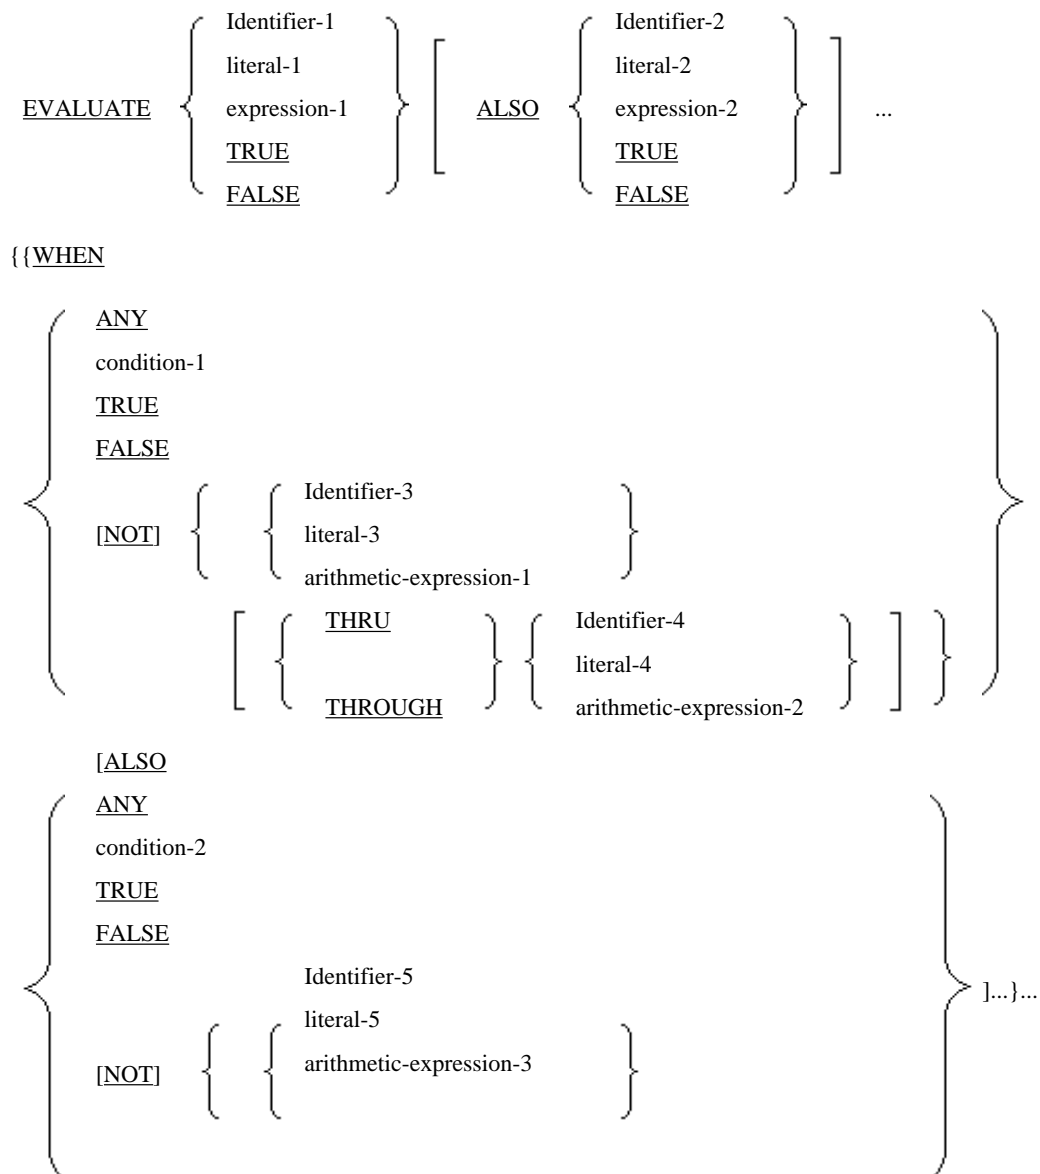 Identifier-1 Identifier-2
literal-1 literal-2
EVALUATE expression-1 [ ALSO expression-2 ] ...
TRUE TRUE
FALSE FALSE
{{WHEN
ANY
condition-1
TRUE
FALSE
Identifier-3
[NOT] literal-3
arithmetic-expression-1
THRU Identifier-4
literal-4
THROUGH arithmetic-expression-2
[ALSO
ANY
condition-2
TRUE
FALSE
Identifier-5
]...}...
literal-5
arithmetic-expression-3
[NOT]